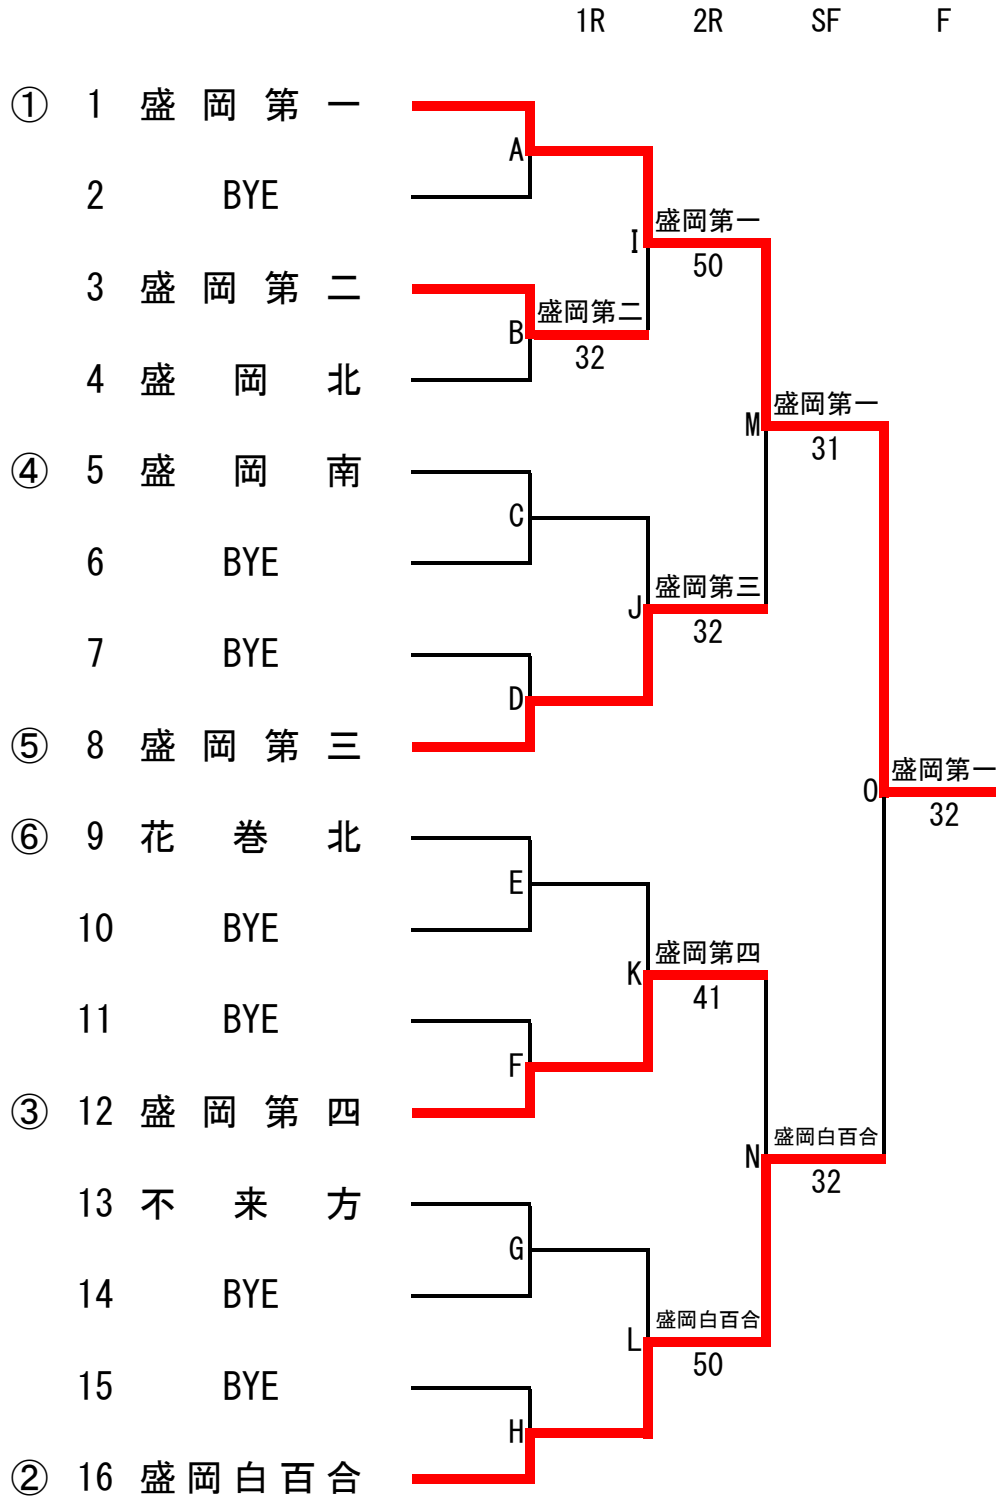 1R 2R SF F
① 1 盛岡第一
A
2 BYE
盛岡第一
I
50
3 盛岡第二
盛岡第二
B
32
4 盛岡北
盛岡第一
M
31
④ 5 盛岡南
C
6 BYE
盛岡第三
J
32
7 BYE
D
⑤ 8 盛岡第三
盛岡第一
O
32
⑥ 9 花巻北
E
10 BYE
盛岡第四
K
41
11 BYE
F
③ 12 盛岡第四
盛岡白百合
N
32
13 不来方
G
14 BYE
盛岡白百合
L
50
15 BYE
H
② 16 盛岡白百合